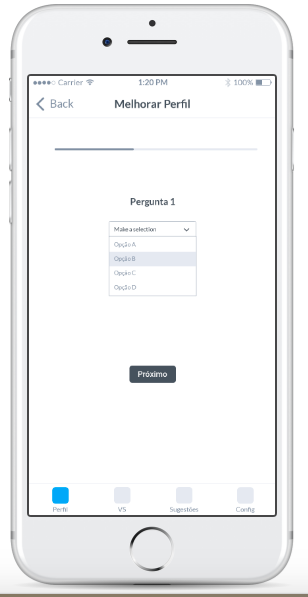 Carrier 1:20 PM 100%
Back Melhorar Perfil
Pergunta 1
Make a selection
Opção A
Opção B
Opção C
Opção D
Próximo
Perfil VS Sugestões Config